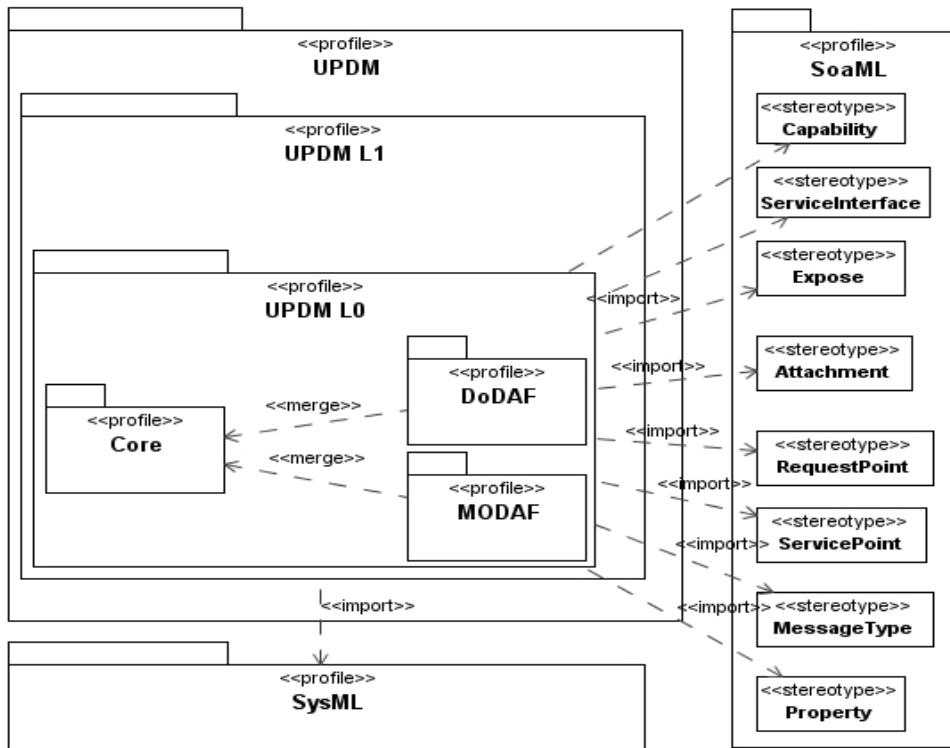 <<profile>>
UPDM
<<profile>>
UPDM L1
<<profile>>
UPDM L0
<<profile>>
Core
<<merge>>
<<merge>>
<<profile>>
DoDAF
<<profile>>
MODAF
<<import>>
<<profile>>
SysML
<<import>>
<<import>>
<<import>>
<<import>>
<<import>>
<<import>>
<<profile>>
SoaML
<<stereotype>>
Capability
<<stereotype>>
ServiceInterface
<<stereotype>>
Expose
<<stereotype>>
Attachment
<<stereotype>>
RequestPoint
<<stereotype>>
ServicePoint
<<stereotype>>
MessageType
<<stereotype>>
Property